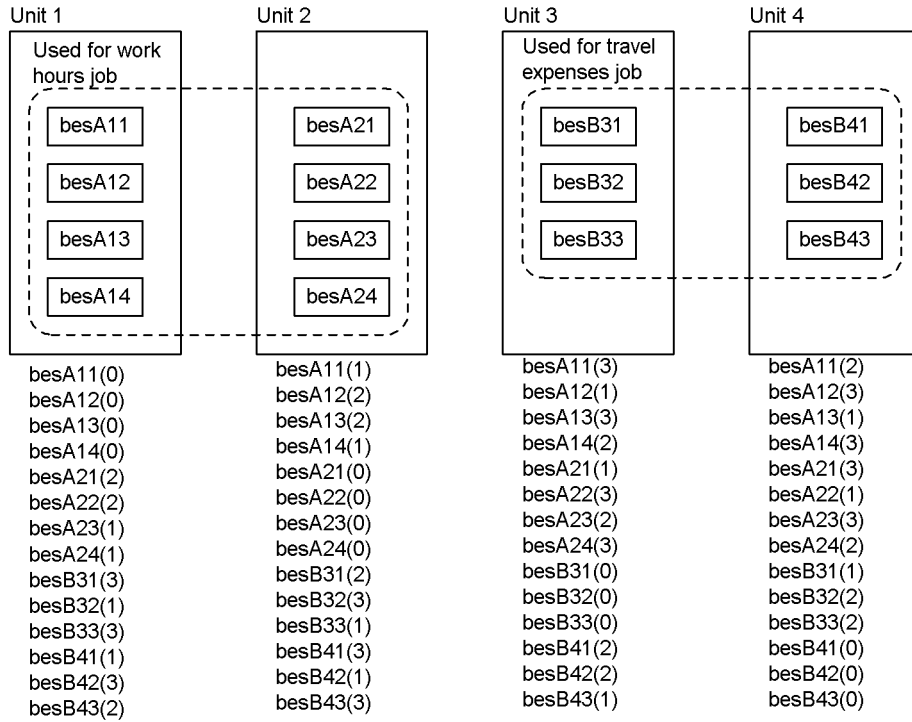 Unit 1
Unit 2
Unit 3
Unit 4
Used for work
hours job
besA11
besA12
besA13
besA14
besA21
besA22
besA23
besA24
Used for travel
expenses job
besB31
besB32
besB33
besB41
besB42
besB43
besA11(0)
besA12(0)
besA13(0)
besA14(0)
besA21(2)
besA22(2)
besA23(1)
besA24(1)
besB31(3)
besB32(1)
besB33(3)
besB41(1)
besB42(3)
besB43(2)
besA11(1)
besA12(2)
besA13(2)
besA14(1)
besA21(0)
besA22(0)
besA23(0)
besA24(0)
besB31(2)
besB32(3)
besB33(1)
besB41(3)
besB42(1)
besB43(3)
besA11(3)
besA12(1)
besA13(3)
besA14(2)
besA21(1)
besA22(3)
besA23(2)
besA24(3)
besB31(0)
besB32(0)
besB33(0)
besB41(2)
besB42(2)
besB43(1)
besA11(2)
besA12(3)
besA13(1)
besA14(3)
besA21(3)
besA22(1)
besA23(3)
besA24(2)
besB31(1)
besB32(2)
besB33(2)
besB41(0)
besB42(0)
besB43(0)